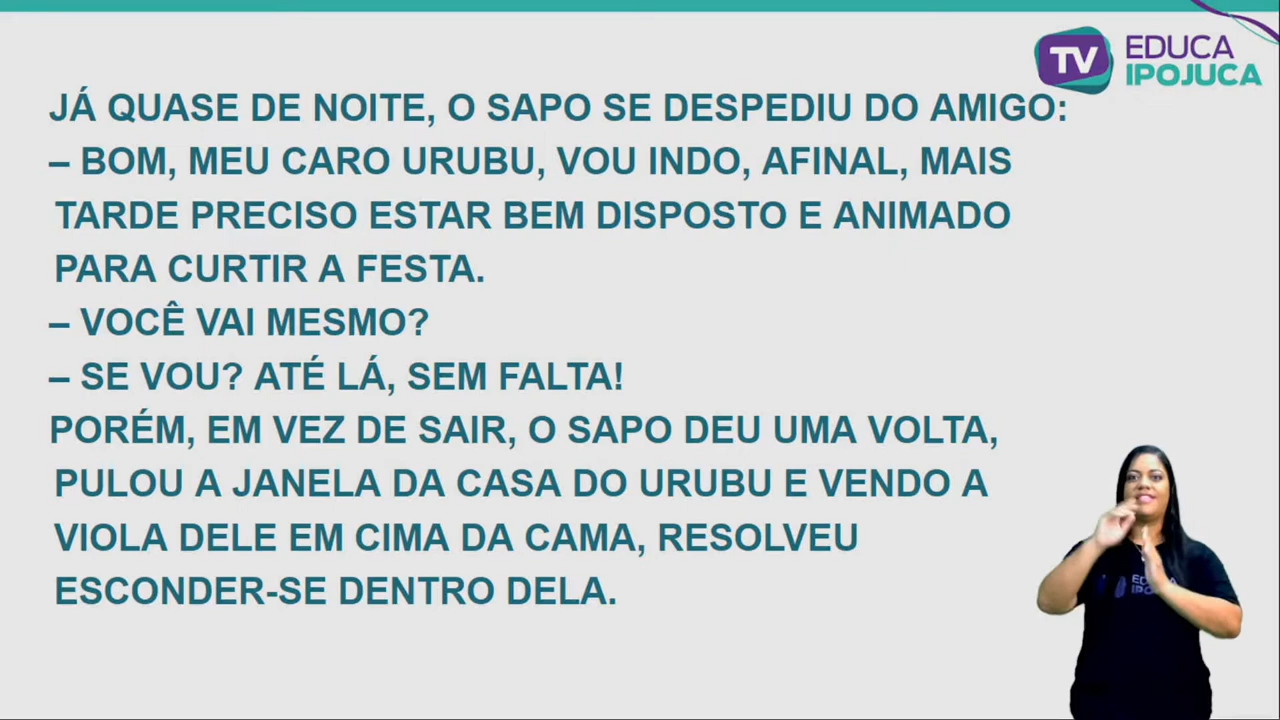 TV EDUCA
IPOJUCA
JÁ QUASE DE NOITE, O SAPO SE DESPEDIU DO AMIGO:
– BOM, MEU CARO URUBU, VOU INDO, AFINAL, MAIS
TARDE PRECISO ESTAR BEM DISPOSTO E ANIMADO
PARA CURTIR A FESTA.
– VOCÊ VAI MESMO?
– SE VOU? ATÉ LÁ, SEM FALTA!
PORÉM, EM VEZ DE SAIR, O SAPO DEU UMA VOLTA,
PULOU A JANELA DA CASA DO URUBU E VENDO A
VIOLA DELE EM CIMA DA CAMA, RESOLVEU
ESCONDER-SE DENTRO DELA.